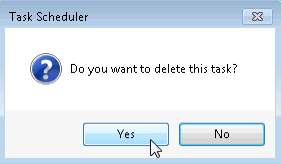 Task Scheduler
Do you want to delete this task?
Yes
No